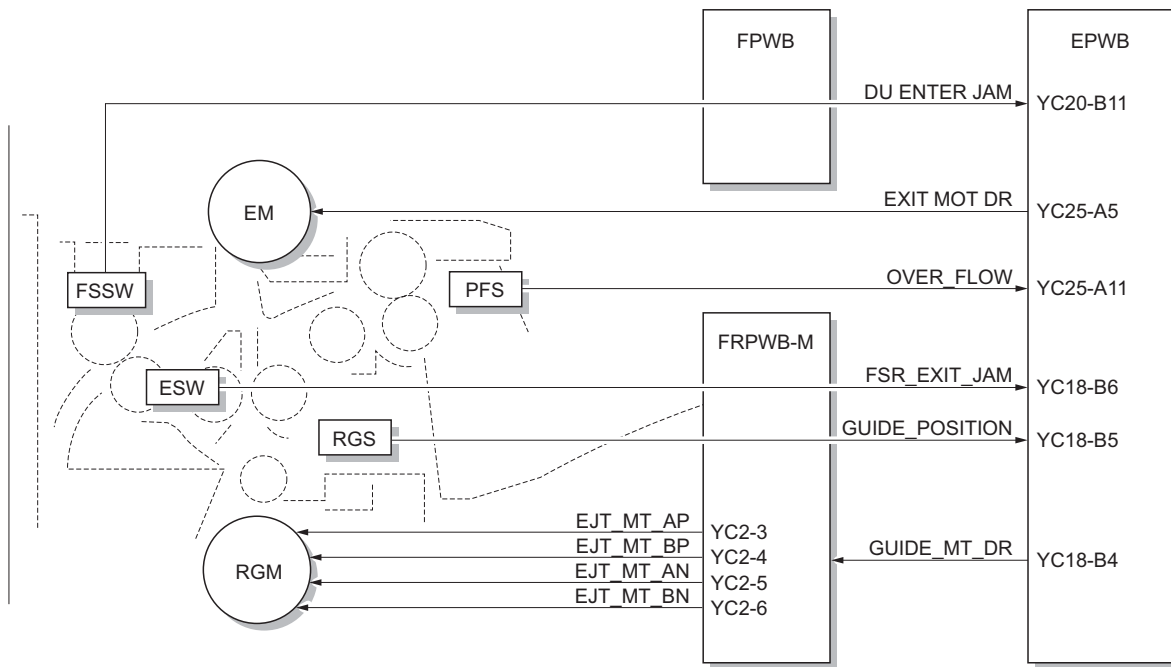 FPWB
EPWB
DU ENTER JAM
YC20-B11
EM
EXIT MOT DR
YC25-A5
FSSW
PFS
OVER_FLOW
YC25-A11
FRPWB-M
ESW
FSR_EXIT_JAM
YC18-B6
RGS
GUIDE_POSITION
YC18-B5
EJT_MT_AP
YC2-3
EJT_MT_BP
YC2-4
GUIDE_MT_DR
YC18-B4
RGM
EJT_MT_AN
YC2-5
EJT_MT_BN
YC2-6